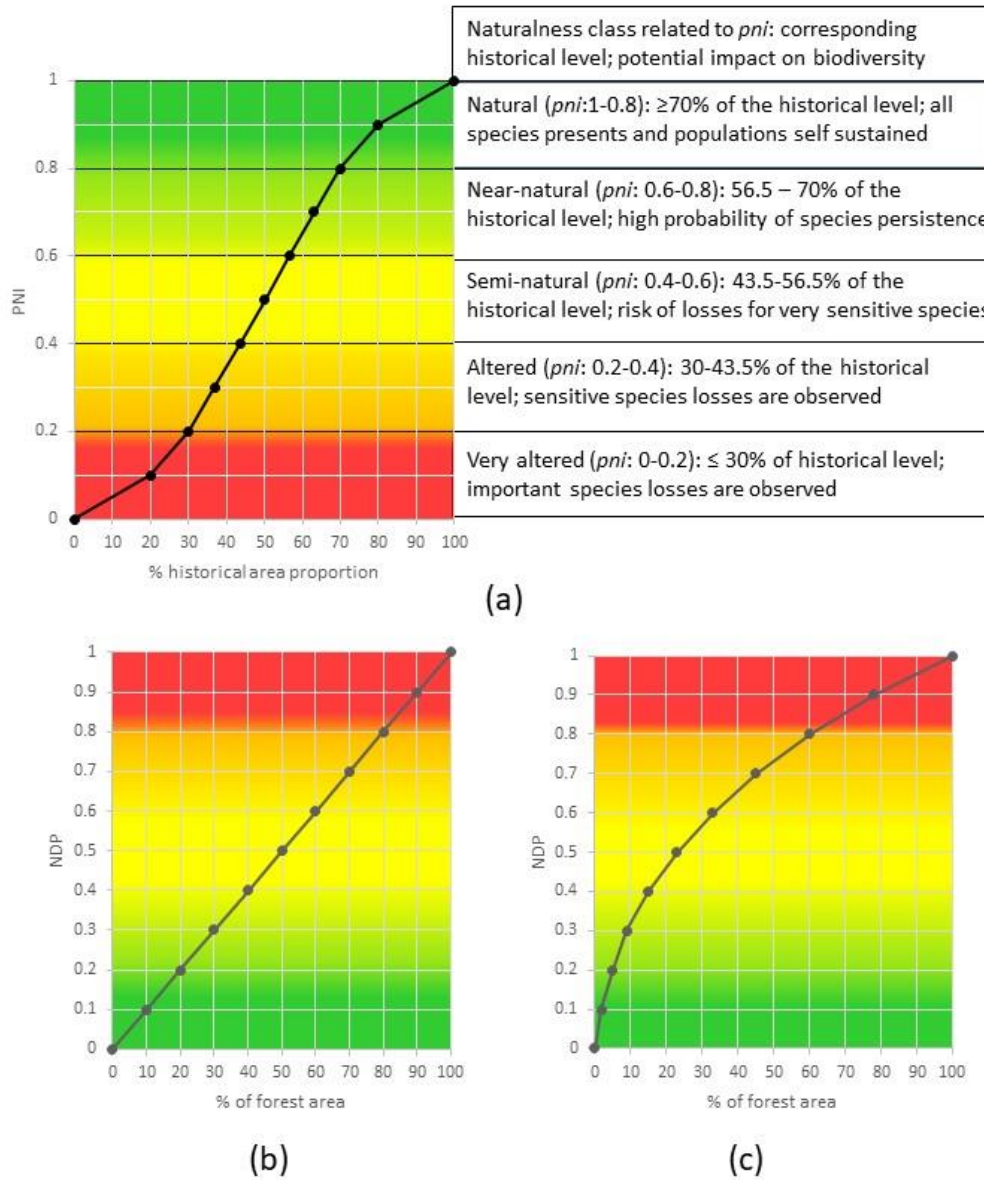 Naturalness class related to pni: corresponding
historical level; potential impact on biodiversity
Natural (pni:1-0.8): ≥70% of the historical level; all
species presents and populations self sustained
Near-natural (pni: 0.6-0.8): 56.5 – 70% of the
historical level; high probability of species persistence
Semi-natural (pni: 0.4-0.6): 43.5-56.5% of the
historical level; risk of losses for very sensitive species
Altered (pni: 0.2-0.4): 30-43.5% of the historical
level; sensitive species losses are observed
Very altered (pni: 0-0.2): ≤ 30% of historical level;
important species losses are observed
PNI
1
0.8
0.6
0.4
0.2
0
0 10 20 30 40 50 60 70 80 90 100
% historical area proportion
(a)
NDP
1
0.9
0.8
0.7
0.6
0.5
0.4
0.3
0.2
0.1
0
0 10 20 30 40 50 60 70 80 90 100
% of forest area
(b)
NDP
1
0.9
0.8
0.7
0.6
0.5
0.4
0.3
0.2
0.1
0
0 10 20 30 40 50 60 70 80 90 100
% of forest area
(c)